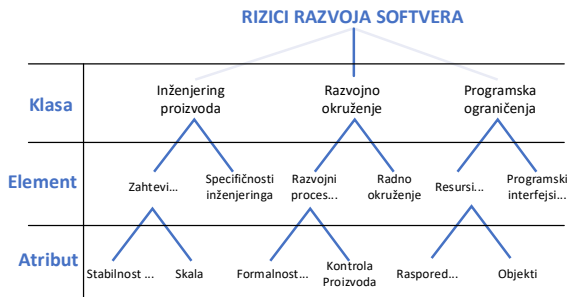 RIZICI RAZVOJA SOFTVERA
Klasa
Inženjering
proizvoda
Razvojno
okruženje
Programska
ograničenja
Element
Zahtevi...
Specifičnosti
inženjeringa
Razvojni
proces...
Radno
okruženje
Resursi...
Programski
interfejsi...
Atribut
Stabilnost ...
Skala
Formalnost...
Kontrola
Proizvoda
Raspored...
Objekti